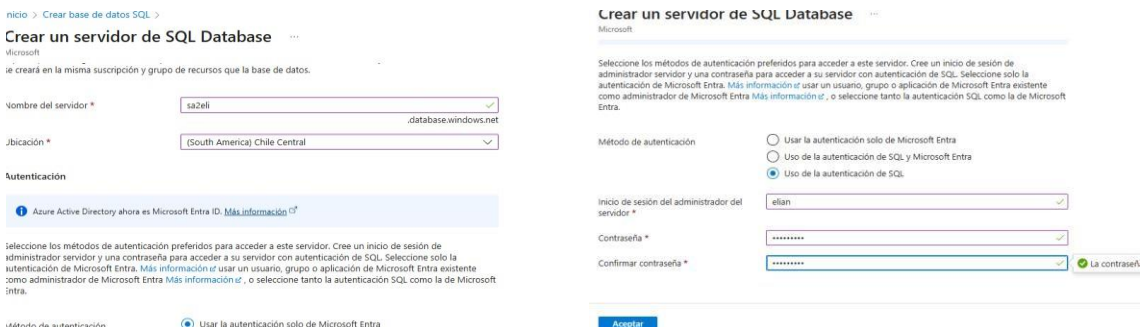 nicio > Crear base de datos SQL >
Crear un servidor de SQL Database ...
Microsoft
se creará en la misma suscripción y grupo de recursos que la base de datos.
Nombre del servidor * sa2eli
.database.windows.net
Ubicación * (South America) Chile Central
Autenticación
Azure Active Directory ahora es Microsoft Entra ID. Más información
Seleccione los métodos de autenticación preferidos para acceder a este servidor. Cree un inicio de sesión de
administrador servidor y una contraseña para acceder a su servidor con autenticación de SQL. Seleccione solo la
autenticación de Microsoft Entra. Más información usar un usuario, grupo o aplicación de Microsoft Entra existente
como administrador de Microsoft Entra Más información , o seleccione tanto la autenticación SQL como la de Microsoft
Entra.
Método de autenticación Usar la autenticación solo de Microsoft Entra
Crear un servidor de SQL Database ...
Microsoft
Seleccione los métodos de autenticación preferidos para acceder a este servidor. Cree un inicio de sesión de
administrador servidor y una contraseña para acceder a su servidor con autenticación de SQL. Seleccione solo la
autenticación de Microsoft Entra. Más información usar un usuario, grupo o aplicación de Microsoft Entra existente
como administrador de Microsoft Entra Más información , o seleccione tanto la autenticación SQL como la de Microsoft
Entra.
Método de autenticación Usar la autenticación solo de Microsoft Entra
Uso de la autenticación de SQL y Microsoft Entra
Uso de la autenticación de SQL
Inicio de sesión del administrador del elian
servidor *
Contraseña * •••••••••
Confirmar contraseña * ••••••••• La contraseña
Aceptar